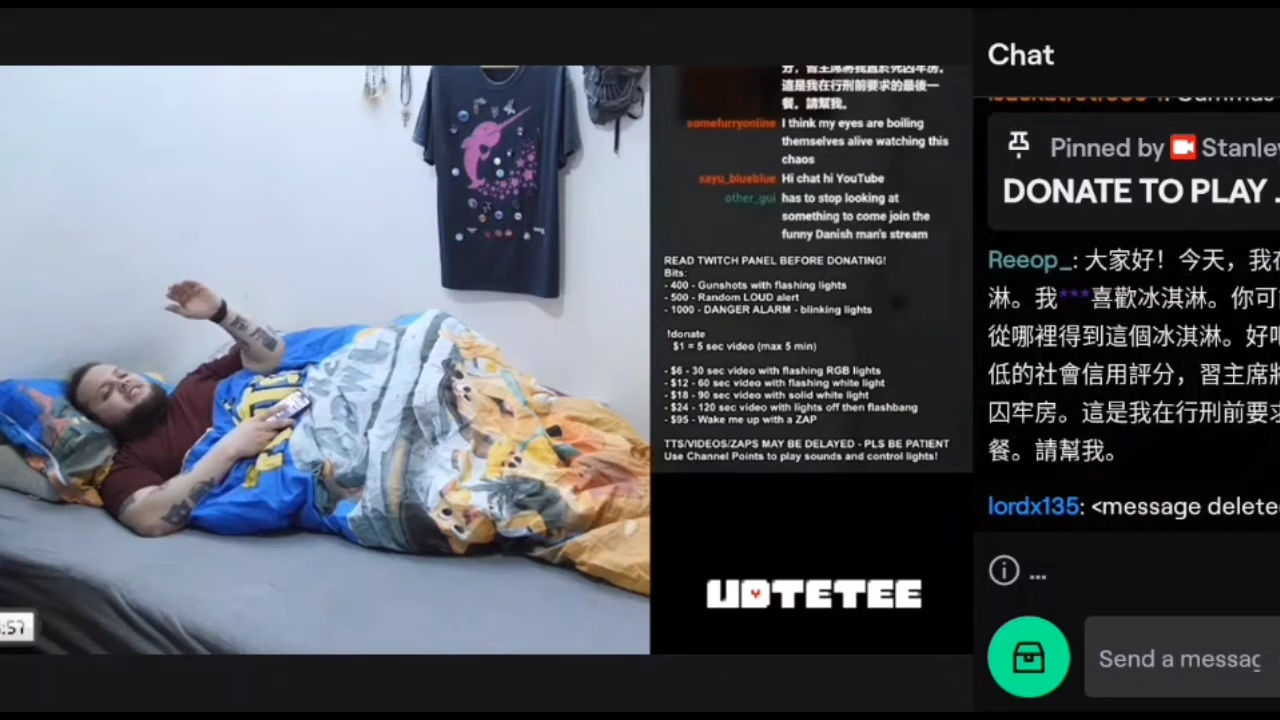 分，習主席將我置於死囚牢房。
這是我在行刑前要求的最後一
餐。請幫我。
somefurryonline I think my eyes are boiling
themselves alive watching this
chaos
sayu_blueblue Hi chat hi YouTube
other_gui has to stop looking at
something to come join the
funny Danish man's stream
READ TWITCH PANEL BEFORE DONATING!
Bits:
- 400 - Gunshots with flashing lights
- 500 - Random LOUD alert
- 1000 - DANGER ALARM - blinking lights
!donate
$1 = 5 sec video (max 5 min)
- $6 - 30 sec video with flashing RGB lights
- $12 - 60 sec video with flashing white light
- $18 - 90 sec video with solid white light
- $24 - 120 sec video with lights off then flashbang
- $95 - Wake me up with a ZAP
TTS/VIDEOS/ZAPS MAY BE DELAYED - PLS BE PATIENT
Use Channel Points to play sounds and control lights!
:57
Chat
Pinned by Stanley
DONATE TO PLAY
Reeop_: 大家好！今天，我在
淋。我***喜歡冰淇淋。你可
從哪裡得到這個冰淇淋。好吧
低的社會信用評分，習主席將
囚牢房。這是我在行刑前要求
餐。請幫我。
lordx135: <message delete
...
Send a messag